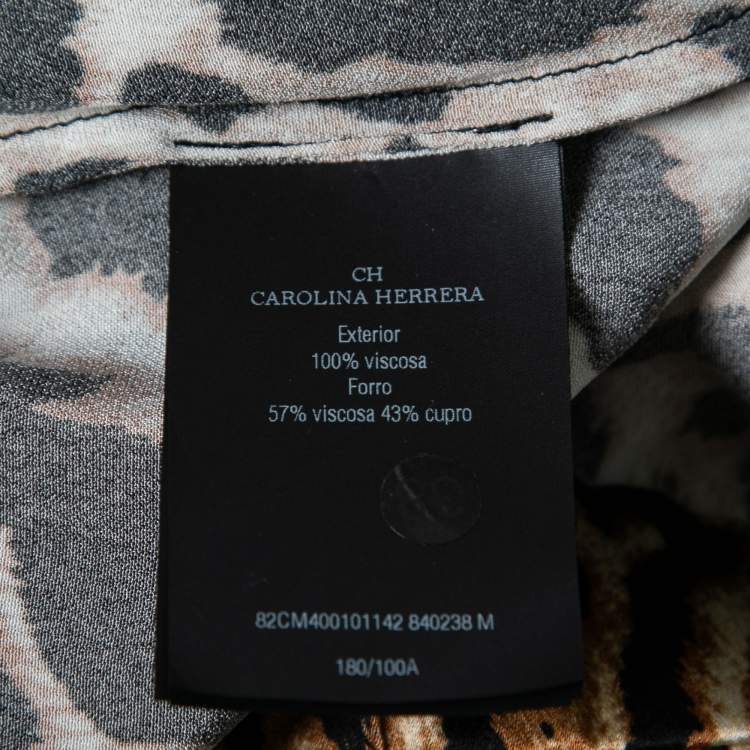 CH
CAROLINA HERRERA
Exterior
100% viscosa
Forro
57% viscosa 43% cupro
82CM400101142 840238 M
180/100A